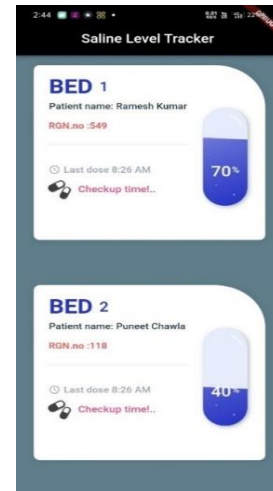 2:44
Saline Level Tracker
BED 1
Patient name: Ramesh Kumar
RGN.no :549
Last dose 8:26 AM
Checkup time!..
70%
BED 2
Patient name: Puneet Chawla
RGN.no :118
Last dose 8:26 AM
Checkup time!..
40%